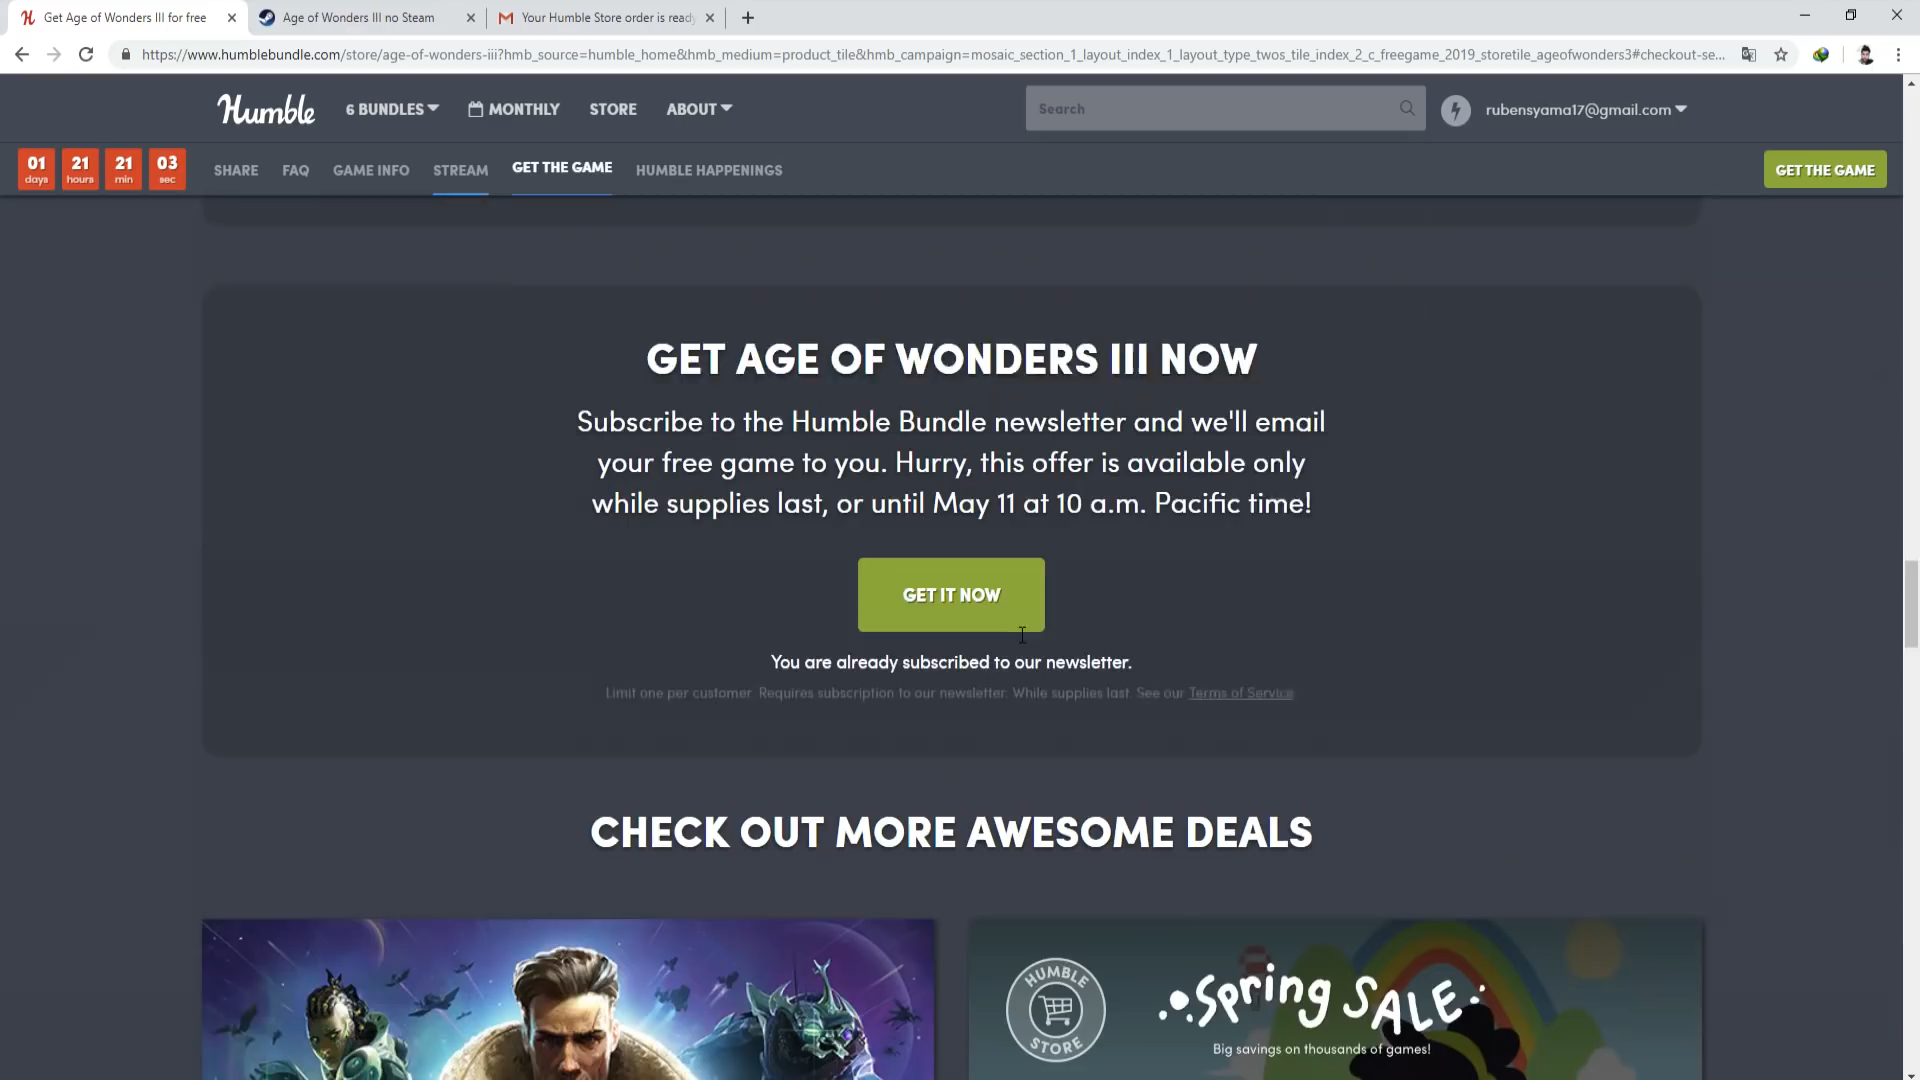 Get Age of Wonders III for free
Age of Wonders III no Steam
Your Humble Store order is read
https://www.humblebundle.com/store/age-of-wonders-iii?hmb_source=humble_home&hmb_medium=product_tile&hmb_campaign=mosaic_section_1_layout_index_1_layout_type_twos_tile_index_2_c_freegame_2019_storetile_ageofwonders3#checkout-se...
Humble
6 BUNDLES
MONTHLY
STORE
ABOUT
Search
rubensyama17@gmail.com
01 days
21 hours
21 min
03 sec
SHARE
FAQ
GAME INFO
STREAM
GET THE GAME
HUMBLE HAPPENINGS
GET THE GAME
GET AGE OF WONDERS III NOW
Subscribe to the Humble Bundle newsletter and we'll email
your free game to you. Hurry, this offer is available only
while supplies last, or until May 11 at 10 a.m. Pacific time!
GET IT NOW
You are already subscribed to our newsletter.
Limit one per customer. Requires subscription to our newsletter. While supplies last. See our Terms of Service
CHECK OUT MORE AWESOME DEALS
HUMBLE
STORE
Spring SALE
Big savings on thousands of games!